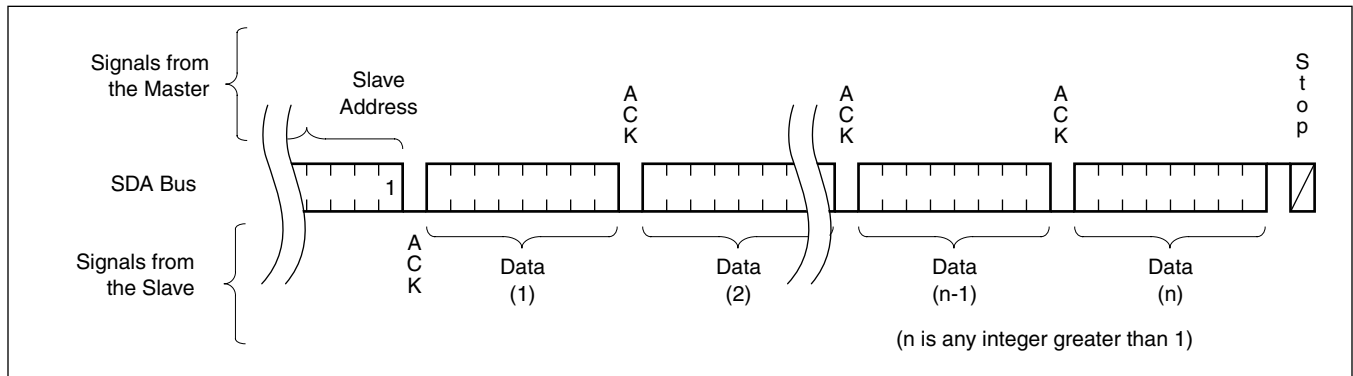 Signals from
the Master
Slave
Address
A
C
K
A
C
K
A
C
K
S
t
o
p
SDA Bus
1
Signals from
the Slave
A
C
K
Data
(1)
Data
(2)
Data
(n-1)
Data
(n)
(n is any integer greater than 1)